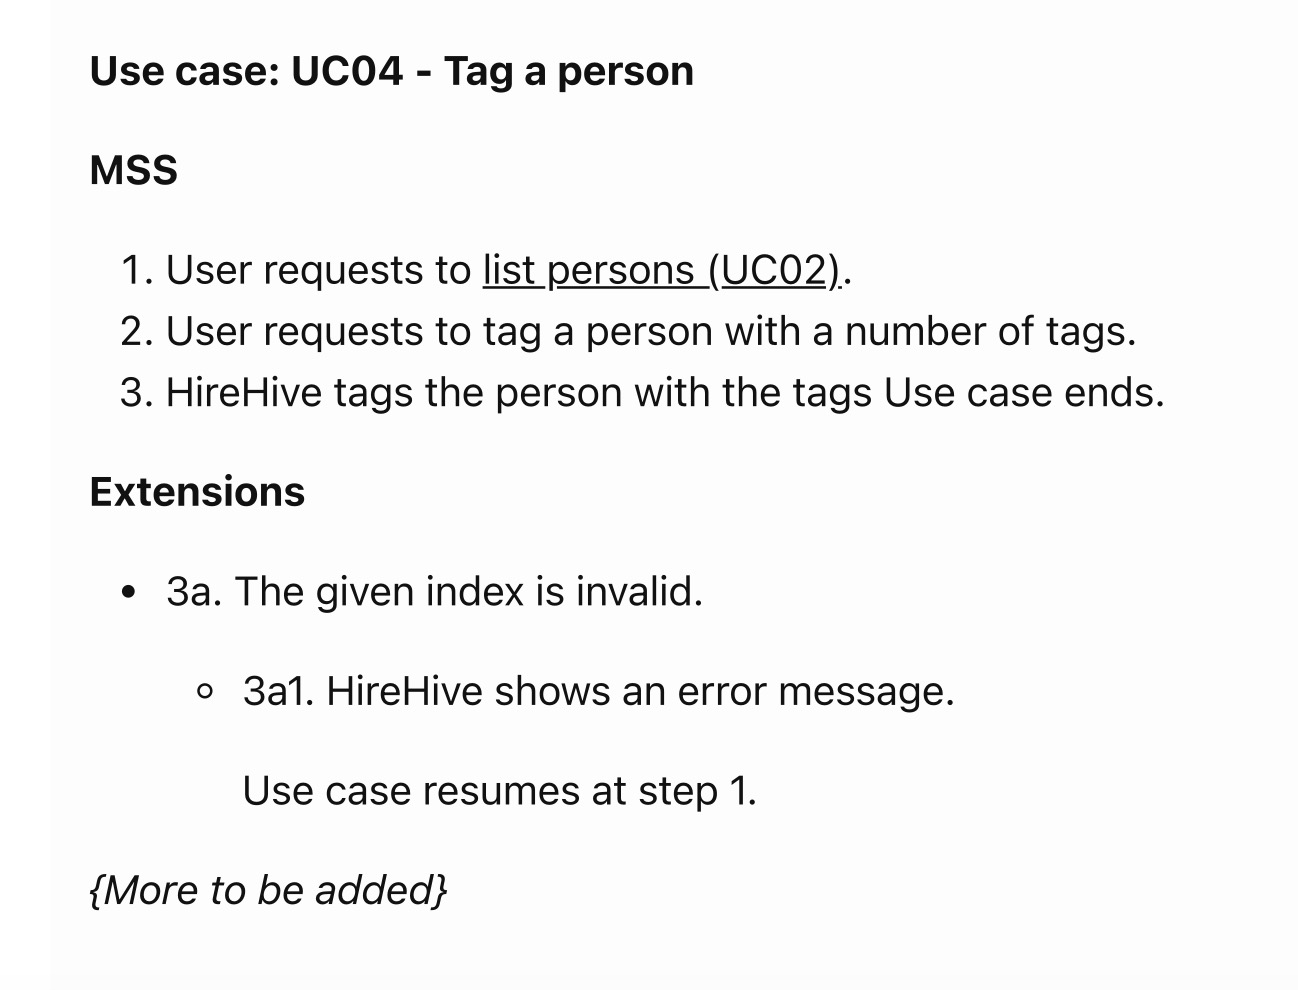 Use case: UC04 - Tag a person
MSS
1. User requests to list persons (UC02).
2. User requests to tag a person with a number of tags.
3. HireHive tags the person with the tags Use case ends.
Extensions
• 3a. The given index is invalid.
◦ 3a1. HireHive shows an error message.
Use case resumes at step 1.
{More to be added}